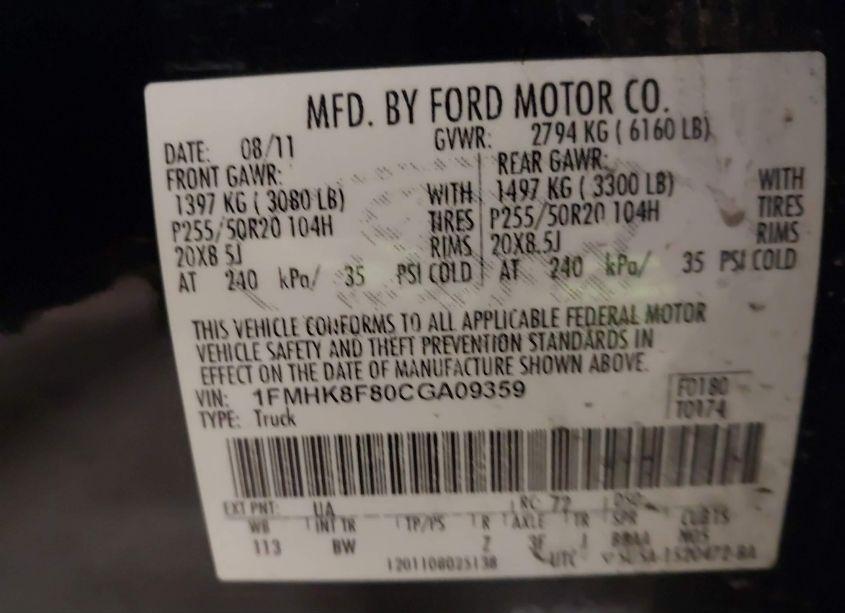 MFD. BY FORD MOTOR CO.
DATE: 08/11 GVWR: 2794 KG ( 6160 LB)
FRONT GAWR: REAR GAWR:
1397 KG ( 3080 LB) WITH 1497 KG ( 3300 LB) WITH
P255/50R20 104H TIRES P255/50R20 104H TIRES
20X8.5J RIMS 20X8.5J RIMS
AT 240 kPa/ 35 PSI COLD AT 240 kPa/ 35 PSI COLD
THIS VEHICLE CONFORMS TO ALL APPLICABLE FEDERAL MOTOR
VEHICLE SAFETY AND THEFT PREVENTION STANDARDS IN
EFFECT ON THE DATE OF MANUFACTURE SHOWN ABOVE.
VIN: 1FMHK8F80CGA09359 F0180
TYPE: Truck T0174
EXT PNT: UA RC: 72 DSO:
WB INT TR TP/PS R AXLE TR SPR
113 BW Z 3F J
1201108025138 UTC